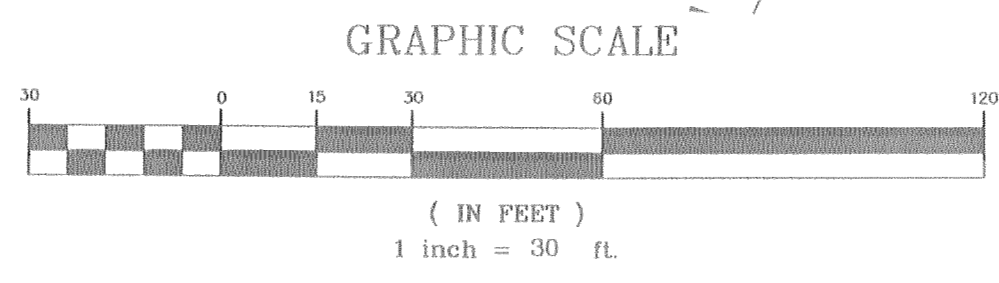 GRAPHIC SCALE
30 0 15 30 60 120
( IN FEET )
1 inch = 30 ft.